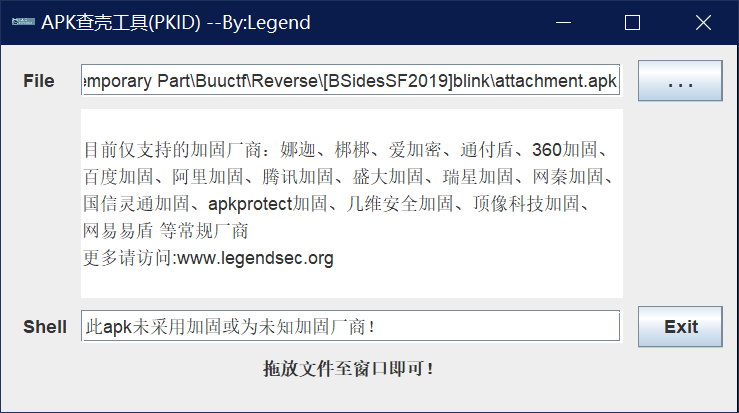 APK查壳工具(PKID) --By:Legend
File
emporary Part\Buuctf\Reverse\[BSidesSF2019]blink\attachment.apk
...
目前仅支持的加固厂商：娜迦、梆梆、爱加密、通付盾、360加固、
百度加固、阿里加固、腾讯加固、盛大加固、瑞星加固、网秦加固、
国信灵通加固、apkprotect加固、几维安全加固、顶像科技加固、
网易易盾 等常规厂商
更多请访问:www.legendsec.org
Shell
此apk未采用加固或为未知加固厂商！
Exit
拖放文件至窗口即可！